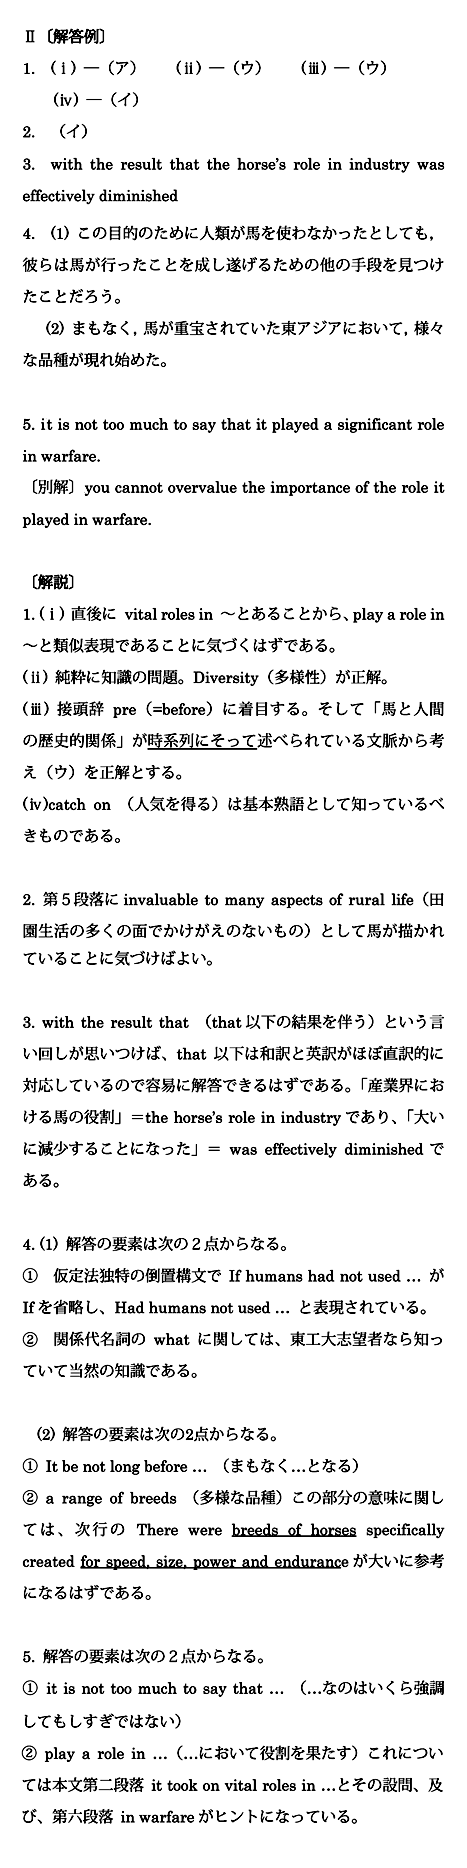 Ⅱ〔解答例〕
1. (ⅰ)―(ア)　(ⅱ)―(ウ)　(ⅲ)―(ウ)
(ⅳ)―(イ)
2. (イ)
3. with the result that the horse's role in industry was
effectively diminished
4. (1) この目的のために人類が馬を使わなかったとしても,
彼らは馬が行ったことを成し遂げるための他の手段を見つけ
たことだろう。
(2) まもなく, 馬が重宝されていた東アジアにおいて, 様々
な品種が現れ始めた。
5. it is not too much to say that it played a significant role
in warfare.
〔別解〕you cannot overvalue the importance of the role it
played in warfare.
〔解説〕
1. (ⅰ) 直後に vital roles in ～とあることから、play a role in
～と類似表現であることに気づくはずである。
(ⅱ) 純粋に知識の問題。Diversity（多様性）が正解。
(ⅲ) 接頭辞 pre（=before）に着目する。そして「馬と人間
の歴史的関係」が時系列にそって述べられている文脈から考
え（ウ）を正解とする。
(ⅳ)catch on （人気を得る）は基本熟語として知っているべ
きものである。
2. 第５段落に invaluable to many aspects of rural life（田
園生活の多くの面でかけがえのないもの）として馬が描かれ
ていることに気づけばよい。
3. with the result that （that 以下の結果を伴う）という言
い回しが思いつけば、that 以下は和訳と英訳がほぼ直訳的に
対応しているので容易に解答できるはずである。「産業界にお
ける馬の役割」＝the horse's role in industry であり、「大い
に減少することになった」＝ was effectively diminished で
ある。
4. (1) 解答の要素は次の２点からなる。
① 仮定法独特の倒置構文で If humans had not used … が
If を省略し、Had humans not used … と表現されている。
② 関係代名詞の what に関しては、東工大志望者なら知っ
ていて当然の知識である。
(2) 解答の要素は次の2点からなる。
① It be not long before … （まもなく…となる）
② a range of breeds （多様な品種）この部分の意味に関し
ては、次行の There were breeds of horses specifically
created for speed, size, power and endurance が大いに参考
になるはずである。
5. 解答の要素は次の２点からなる。
① it is not too much to say that … （…なのはいくら強調
してもしすぎではない）
② play a role in …（…において役割を果たす）これについ
ては本文第二段落 it took on vital roles in …とその設問、及
び、第六段落 in warfare がヒントになっている。